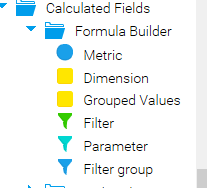 Calculated Fields
Formula Builder
Metric
Dimension
Grouped Values
Filter
Parameter
Filter group